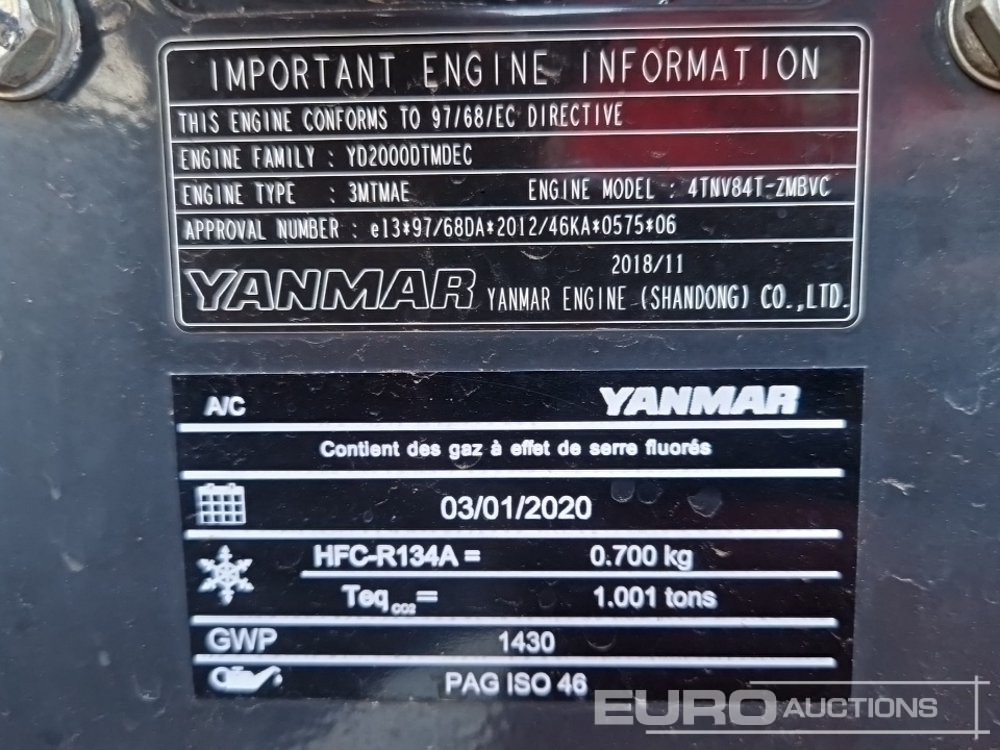 IMPORTANT ENGINE INFORMATION
THIS ENGINE CONFORMS TO 97/68/EC DIRECTIVE
ENGINE FAMILY : YD2000DTMDEC
ENGINE TYPE : 3MTMAE ENGINE MODEL : 4TNV84T-ZMBVC
APPROVAL NUMBER : e13*97/68DA*2012/46KA*0575*06
2018/11
YANMAR YANMAR ENGINE (SHANDONG) CO.,LTD.
A/C YANMAR
Contient des gaz à effet de serre fluorés
03/01/2020
HFC-R134A = 0.700 kg
Teq CO2 = 1.001 tons
GWP 1430
PAG ISO 46
EURO AUCTIONS